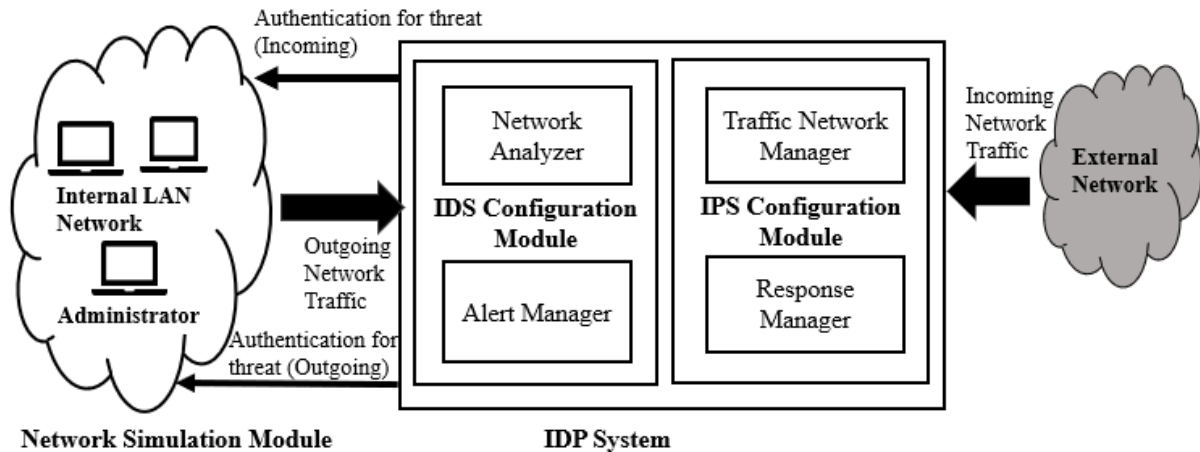 Authentication for threat
(Incoming)
Internal LAN
Network
Administrator
Outgoing
Network
Traffic
Authentication for
threat (Outgoing)
Network Simulation Module
Network
Analyzer
IDS Configuration
Module
Alert Manager
Traffic Network
Manager
IPS Configuration
Module
Response
Manager
IDP System
Incoming
Network
Traffic
External
Network